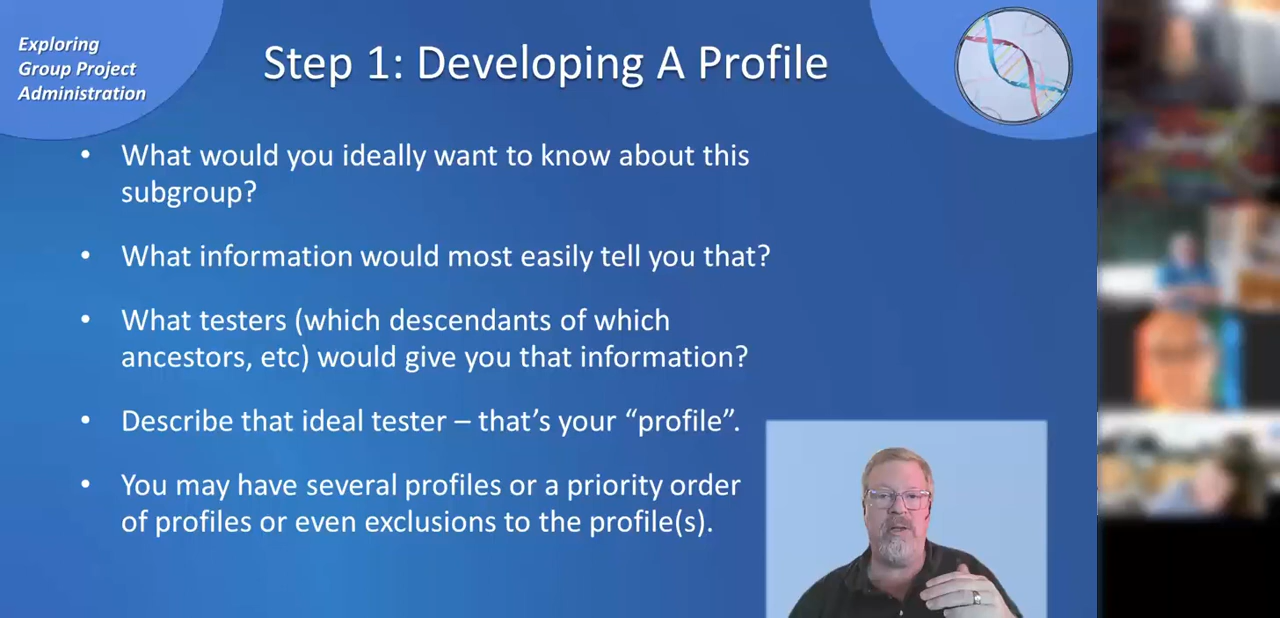 Exploring
Group Project
Administration
Step 1: Developing A Profile
• What would you ideally want to know about this
subgroup?
• What information would most easily tell you that?
• What testers (which descendants of which
ancestors, etc) would give you that information?
• Describe that ideal tester – that’s your “profile”.
• You may have several profiles or a priority order
of profiles or even exclusions to the profile(s).